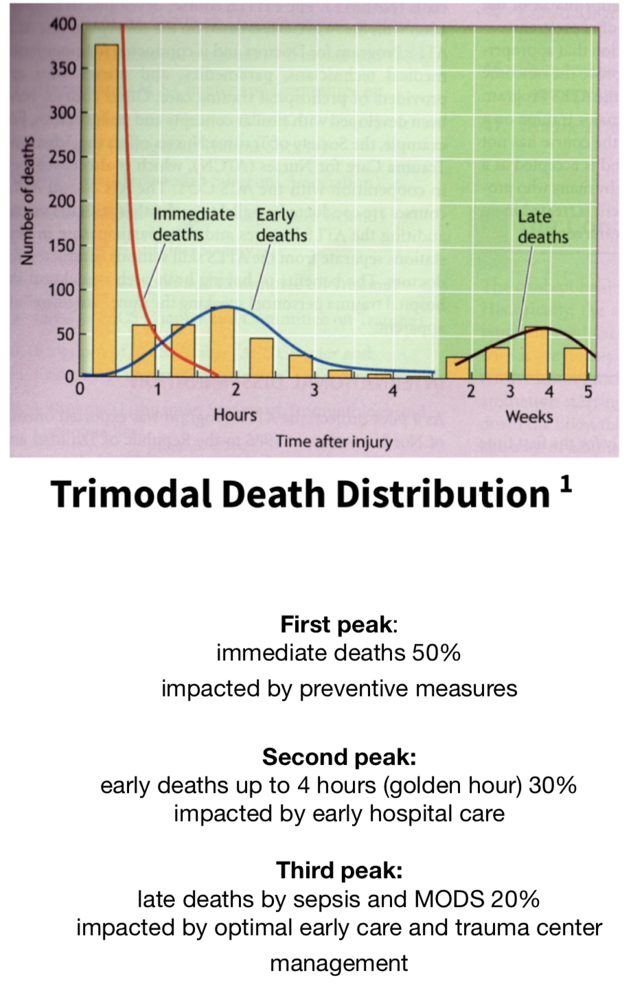 400
350
300
250
200
150
100
50
0
Number of deaths
Immediate deaths
Early deaths
Late deaths
0 1 2 3 4
2 3 4 5
Hours
Weeks
Time after injury
Trimodal Death Distribution 1
First peak:
immediate deaths 50%
impacted by preventive measures
Second peak:
early deaths up to 4 hours (golden hour) 30%
impacted by early hospital care
Third peak:
late deaths by sepsis and MODS 20%
impacted by optimal early care and trauma center
management